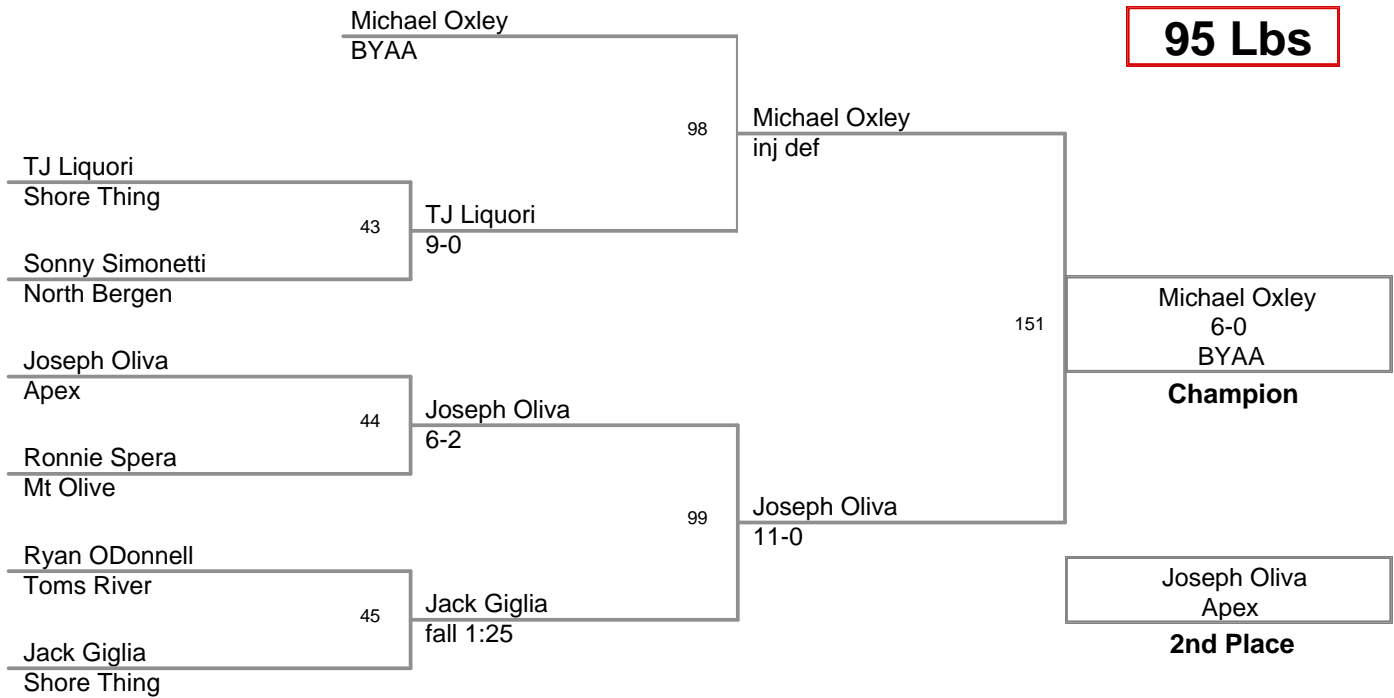 Michael Oxley
BYAA
95 Lbs
98
Michael Oxley
inj def
TJ Liquori
Shore Thing
43
TJ Liquori
9-0
Sonny Simonetti
North Bergen
151
Michael Oxley
6-0
BYAA
Champion
Joseph Oliva
Apex
44
Joseph Oliva
6-2
Ronnie Spera
Mt Olive
99
Joseph Oliva
11-0
Ryan ODonnell
Toms River
45
Jack Giglia
fall 1:25
Jack Giglia
Shore Thing
Joseph Oliva
Apex
2nd Place